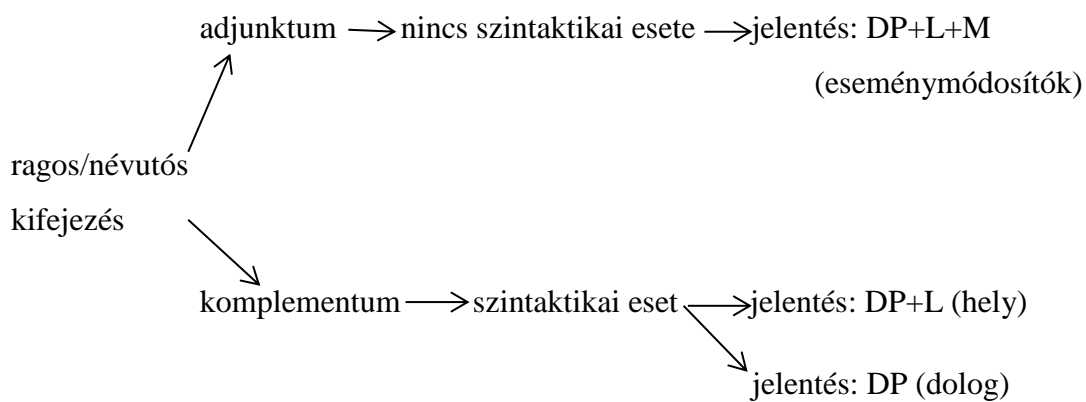 adjunktum nincs szintaktikai esete jelentés: DP+L+M
(eseménymódosítók)
ragos/névutós
kifejezés
komplementum szintaktikai eset jelentés: DP+L (hely)
jelentés: DP (dolog)